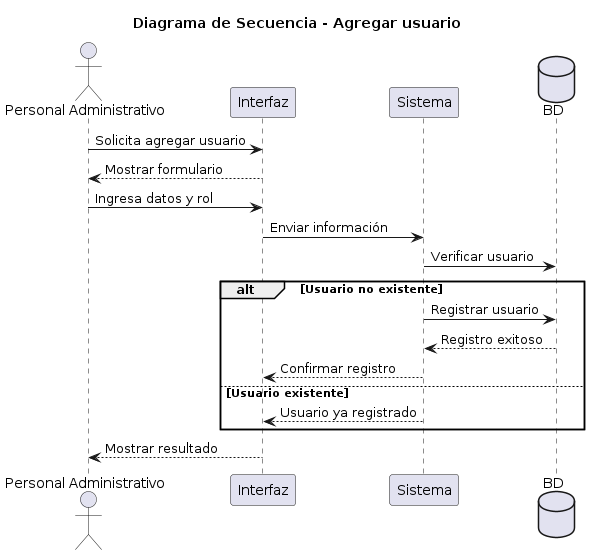 Diagrama de Secuencia - Agregar usuario
Personal Administrativo
Interfaz
Sistema
BD
Solicita agregar usuario
Mostrar formulario
Ingresa datos y rol
Enviar información
Verificar usuario
alt
[Usuario no existente]
Registrar usuario
Registro exitoso
Confirmar registro
[Usuario existente]
Usuario ya registrado
Mostrar resultado
Personal Administrativo
Interfaz
Sistema
BD